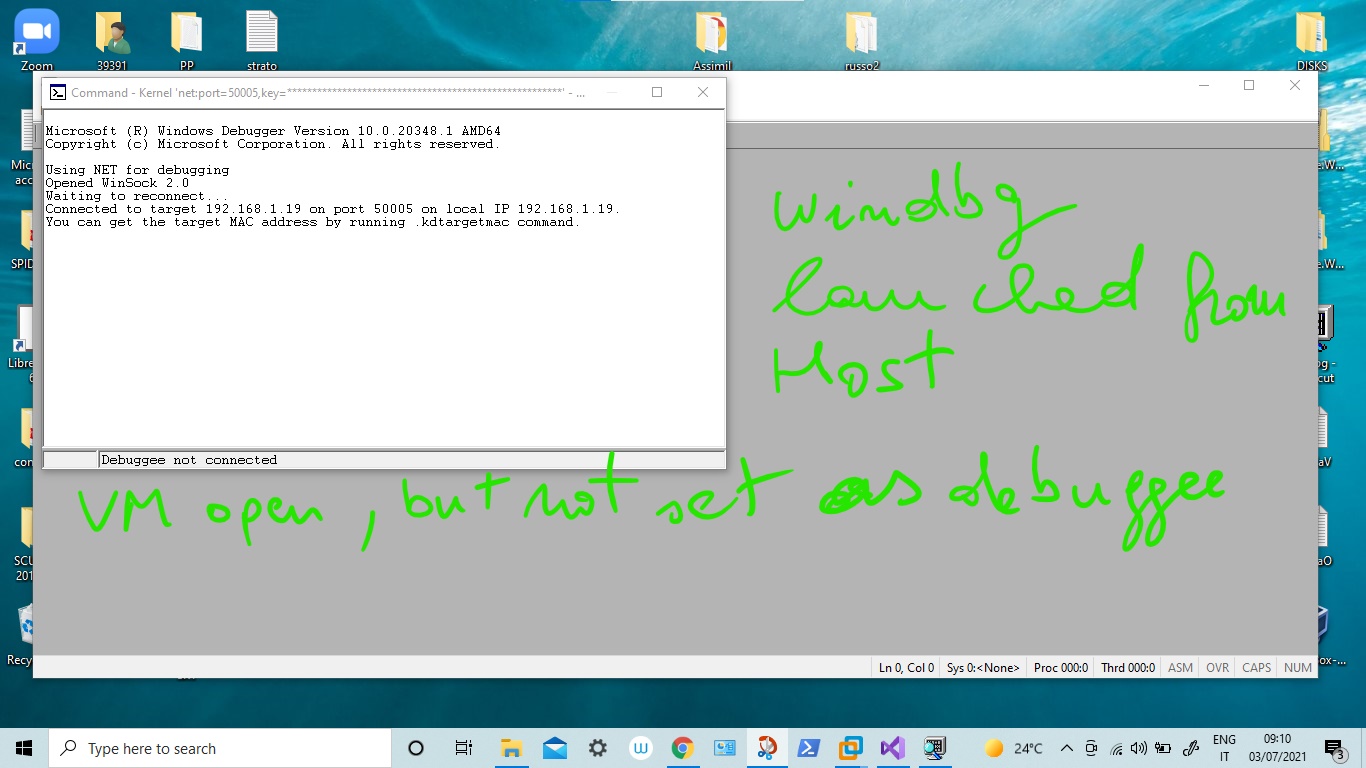 Zoom
39391
PP
strato
Assimil
russo2
DISKS
Command - Kernel 'net:port=50005,key=*******************************************************' - ...
Microsoft (R) Windows Debugger Version 10.0.20348.1 AMD64
Copyright (c) Microsoft Corporation. All rights reserved.
Using NET for debugging
Opened WinSock 2.0
Waiting to reconnect...
Connected to target 192.168.1.19 on port 50005 on local IP 192.168.1.19.
You can get the target MAC address by running .kdtargetmac command.
Debuggee not connected
windbg
launched from
Host
VM open, but not set as debuggee
Ln 0, Col 0 Sys 0:<None> Proc 000:0 Thrd 000:0 ASM OVR CAPS NUM
Type here to search
24°C
ENG
IT
09:10
03/07/2021
3